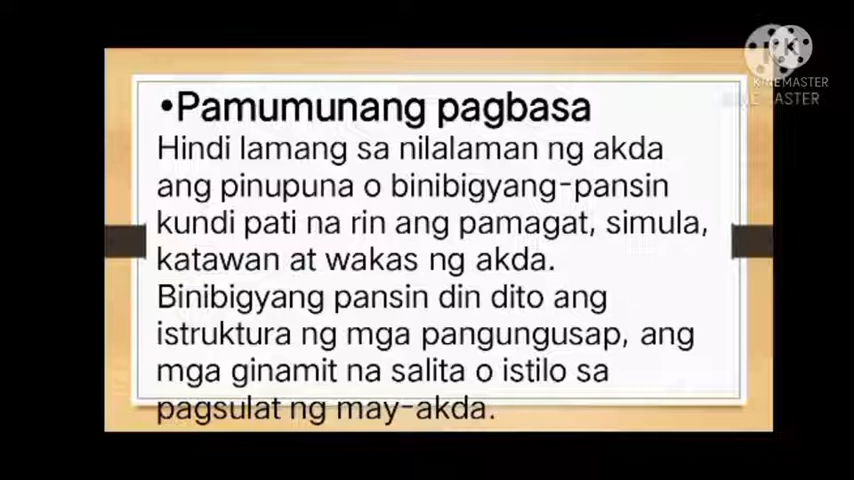 •Pamumunang pagbasa
Hindi lamang sa nilalaman ng akda
ang pinupuna o binibigyang-pansin
kundi pati na rin ang pamagat, simula,
katawan at wakas ng akda.
Binibigyang pansin din dito ang
istruktura ng mga pangungusap, ang
mga ginamit na salita o istilo sa
pagsulat ng may-akda.
KINEMASTER
KINEMASTER